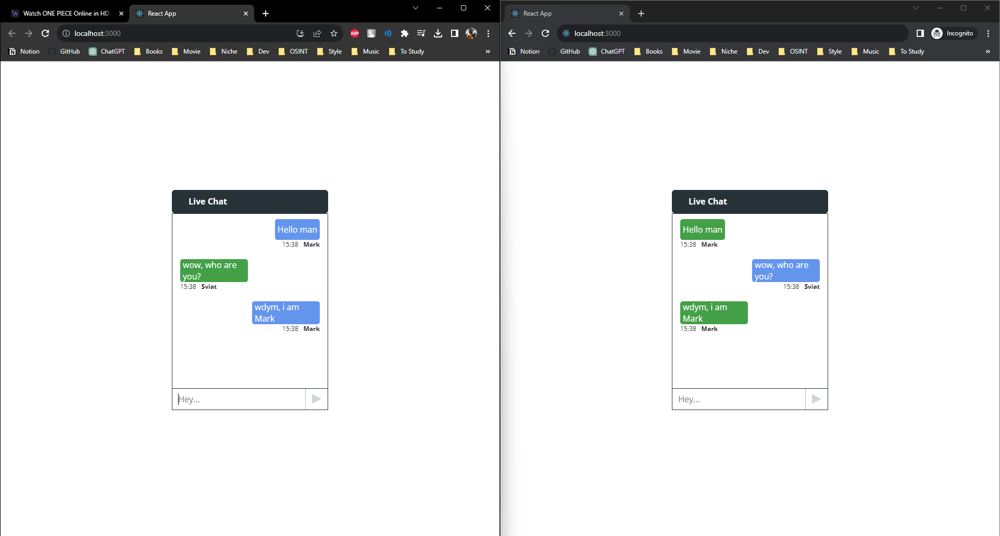 Watch ONE PIECE Online in HD
React App
localhost:3000
ABP
Notion
GitHub
ChatGPT
Books
Movie
Niche
Dev
OSINT
Style
Music
To Study
»
Live Chat
Hello man
15:38 Mark
wow, who are
you?
15:38 Sviat
wdym, i am
Mark
15:38 Mark
Hey...
React App
localhost:3000
Incognito
Notion
GitHub
ChatGPT
Books
Movie
Niche
Dev
OSINT
Style
Music
To Study
»
Live Chat
Hello man
15:38 Mark
wow, who are
you?
15:38 Sviat
wdym, i am
Mark
15:38 Mark
Hey...